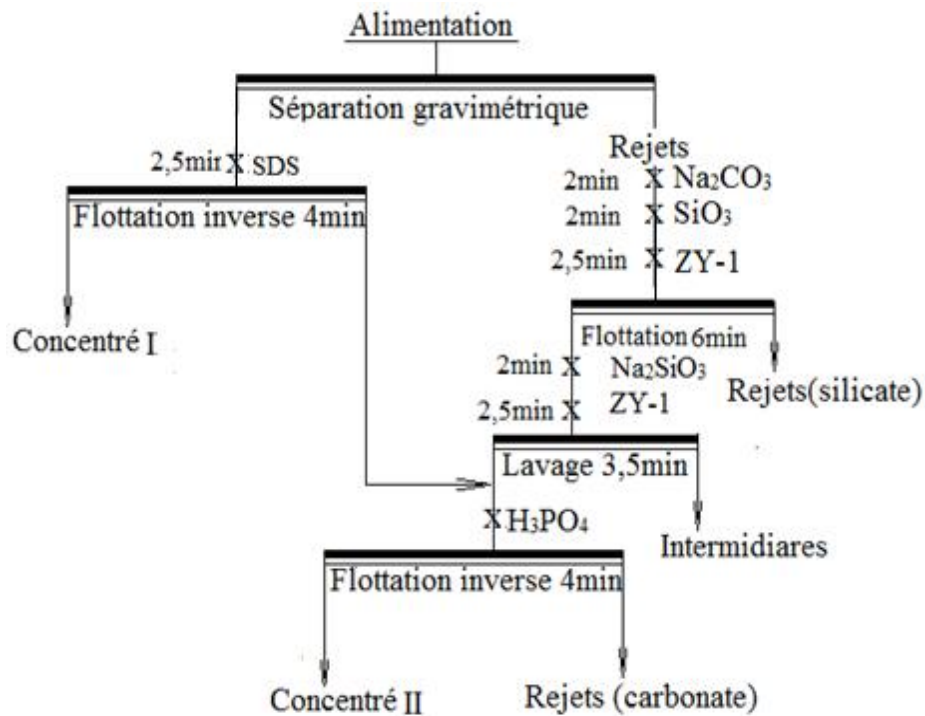 Alimentation
Séparation gravimétrique
Rejets
2,5min X SDS
2min X Na₂CO₃
Flottation inverse 4min
2min X SiO₃
2,5min X ZY-1
Concentré I
Flottation 6min
2min X Na₂SiO₃
Rejets(silicate)
2,5min X ZY-1
Lavage 3,5min
X H₃PO₄
Intermidiares
Flottation inverse 4min
Concentré II
Rejets (carbonate)